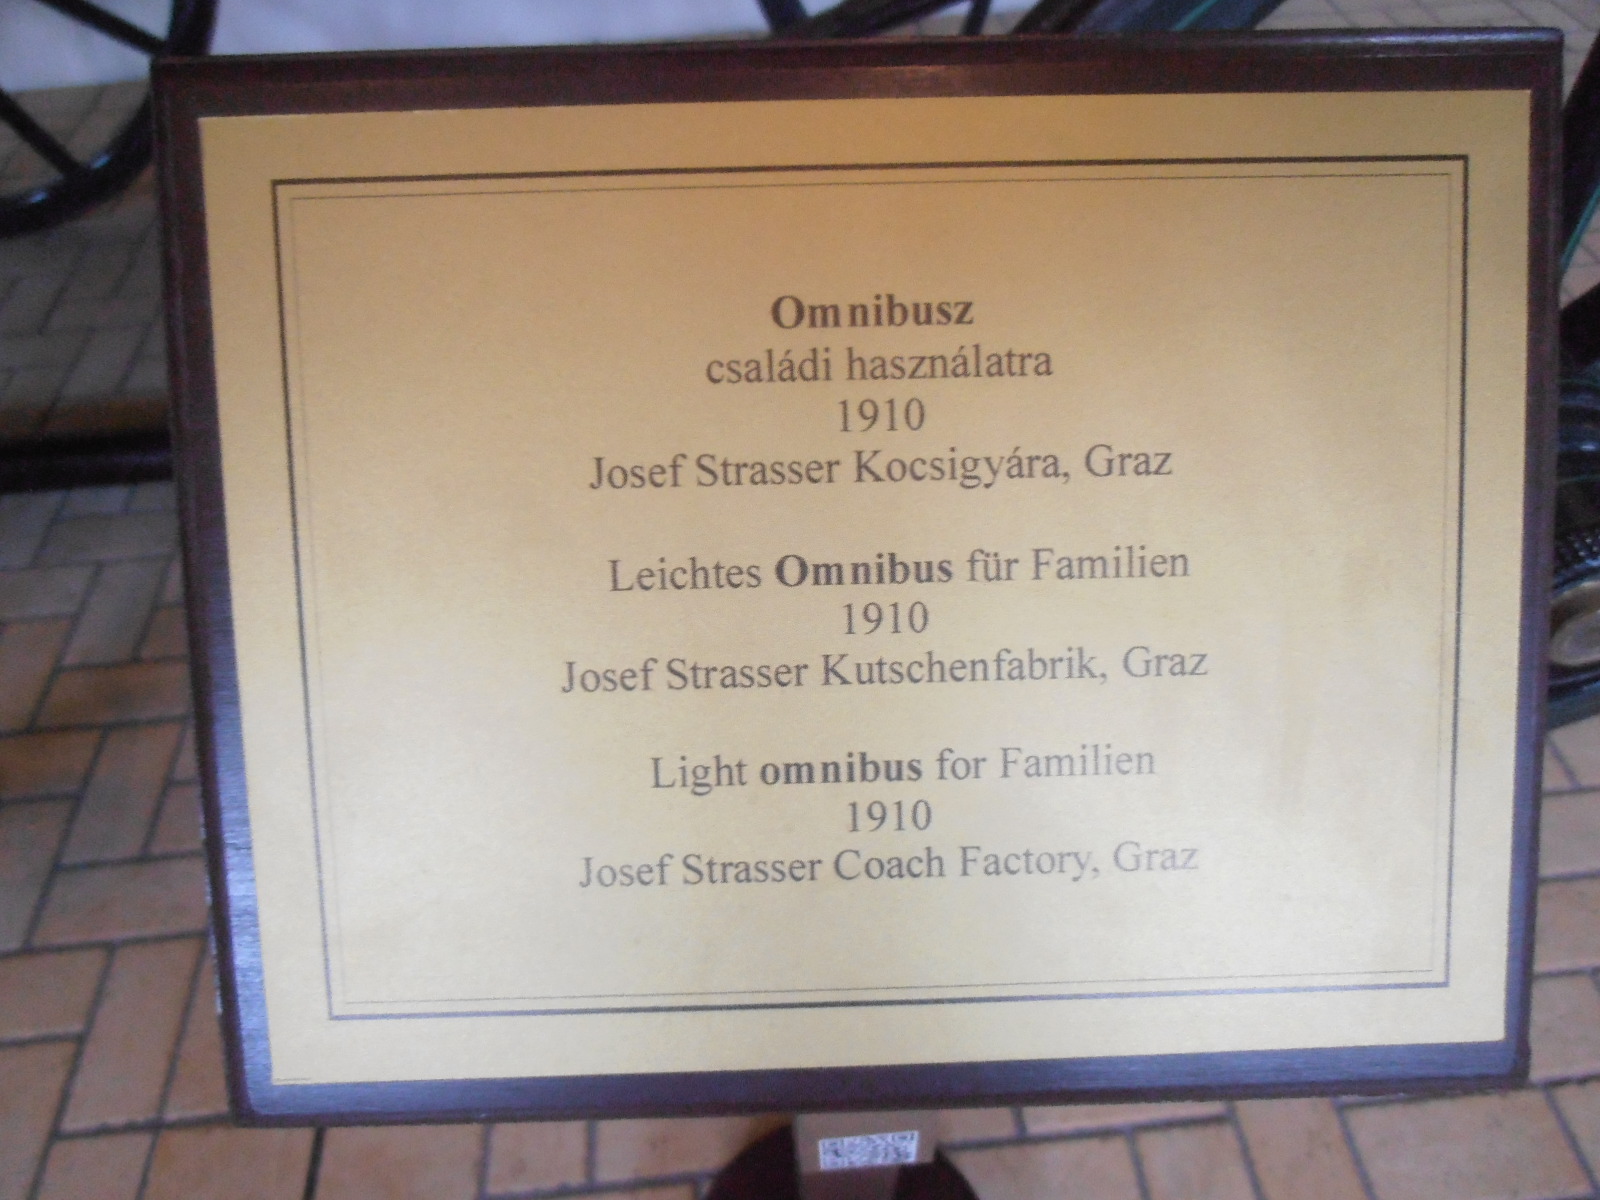 Omnibusz
családi használatra
1910
Josef Strasser Kocsigyára, Graz
Leichtes Omnibus für Familien
1910
Josef Strasser Kutschenfabrik, Graz
Light omnibus for Familien
1910
Josef Strasser Coach Factory, Graz